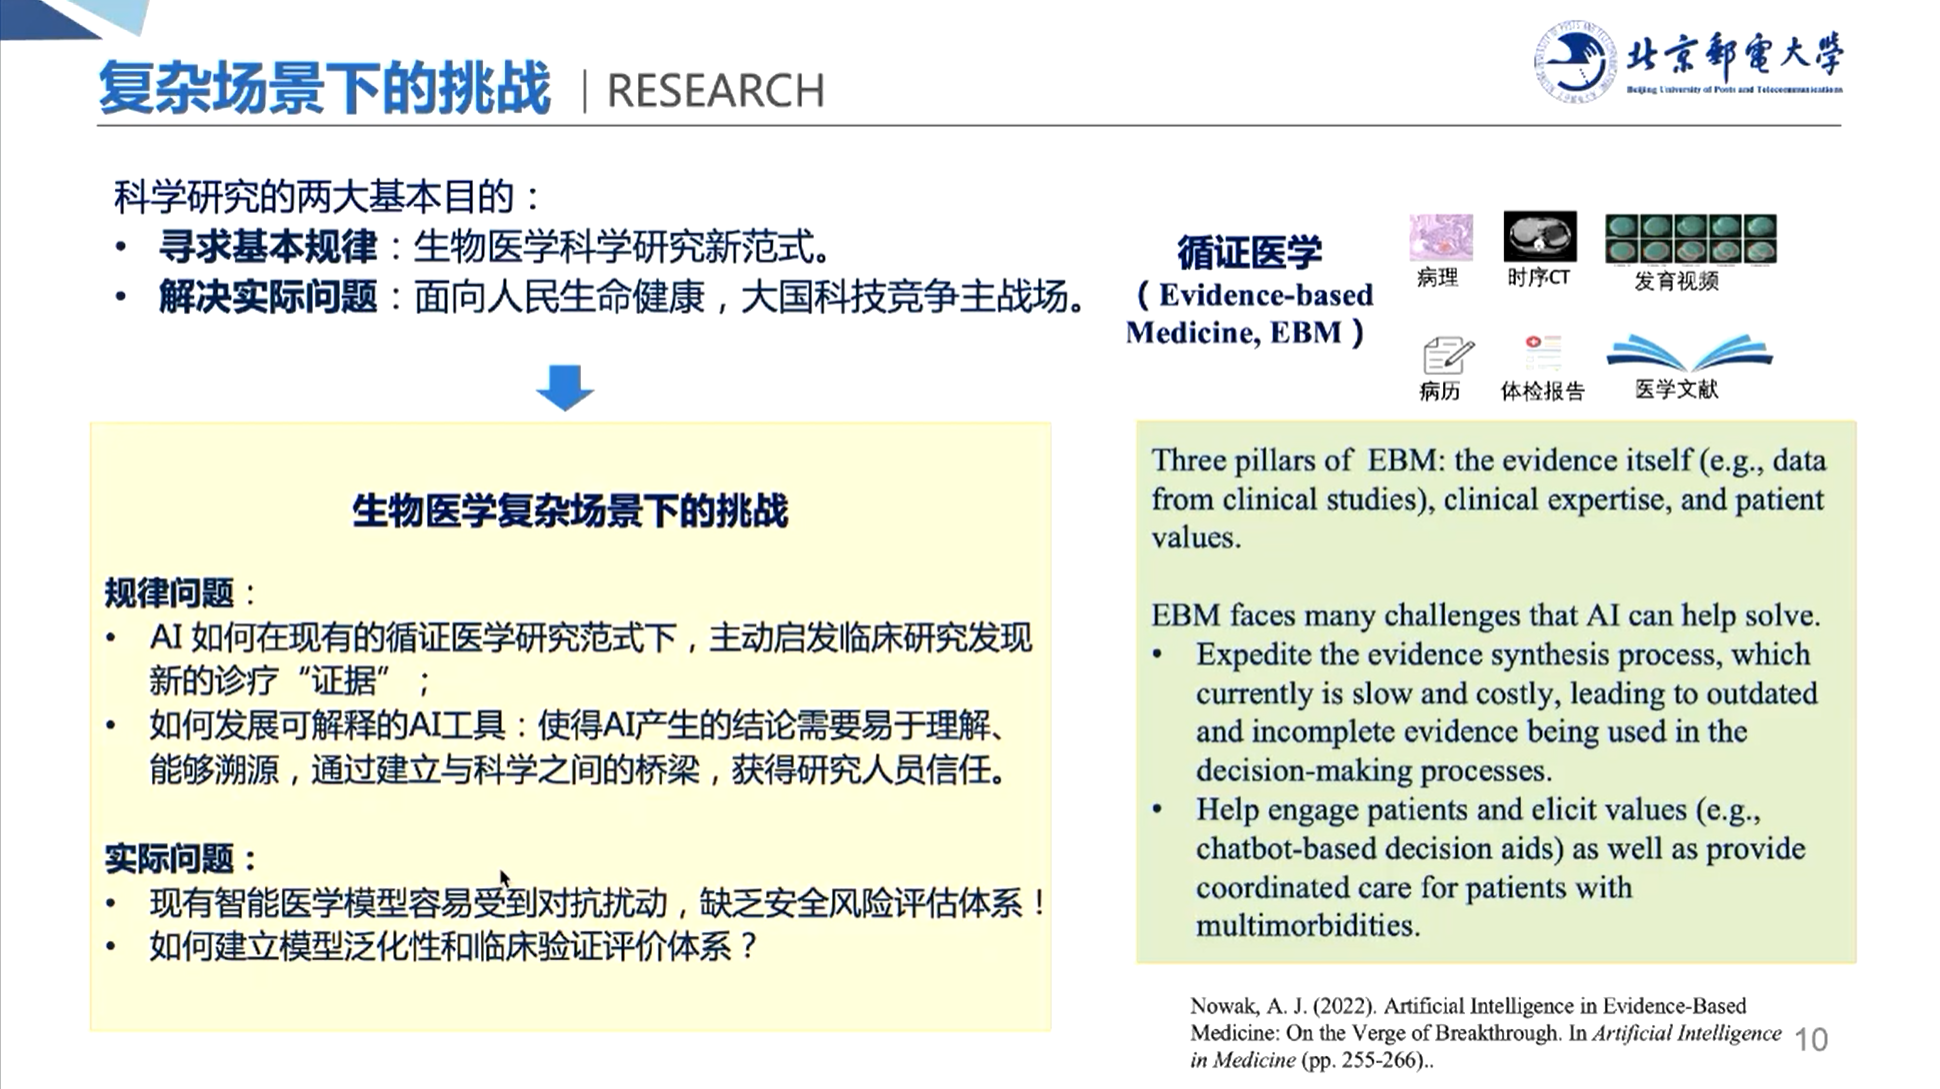 复杂场景下的挑战 | RESEARCH
北京郵電大學
Beijing University of Posts and Telecommunications
科学研究的两大基本目的：
• 寻求基本规律：生物医学科学研究新范式。
• 解决实际问题：面向人民生命健康，大国科技竞争主战场。
生物医学复杂场景下的挑战
规律问题：
• AI 如何在现有的循证医学研究范式下，主动启发临床研究发现
新的诊疗“证据”；
• 如何发展可解释的AI工具：使得AI产生的结论需要易于理解、
能够溯源，通过建立与科学之间的桥梁，获得研究人员信任。
实际问题：
• 现有智能医学模型容易受到对抗扰动，缺乏安全风险评估体系！
• 如何建立模型泛化性和临床验证评价体系？
循证医学
（Evidence-based
Medicine, EBM）
病理
时序CT
发育视频
病历
体检报告
医学文献
Three pillars of EBM: the evidence itself (e.g., data
from clinical studies), clinical expertise, and patient
values.
EBM faces many challenges that AI can help solve.
• Expedite the evidence synthesis process, which
currently is slow and costly, leading to outdated
and incomplete evidence being used in the
decision-making processes.
• Help engage patients and elicit values (e.g.,
chatbot-based decision aids) as well as provide
coordinated care for patients with
multimorbidities.
Nowak, A. J. (2022). Artificial Intelligence in Evidence-Based
Medicine: On the Verge of Breakthrough. In Artificial Intelligence
in Medicine (pp. 255-266)..
10